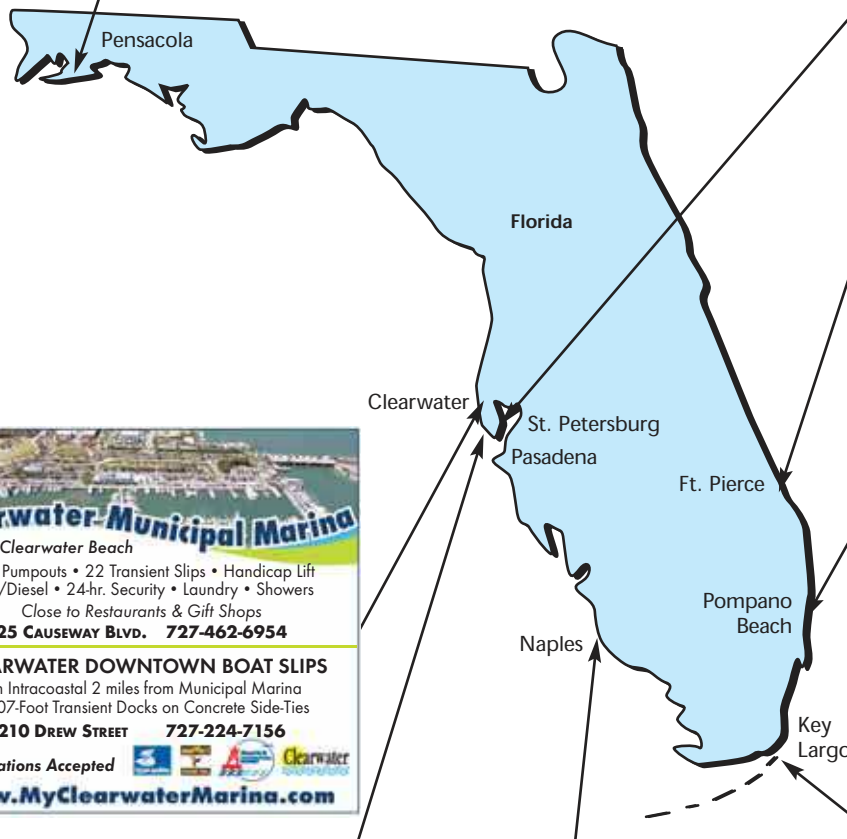 Pensacola
Florida
Clearwater
St. Petersburg
Pasadena
Ft. Pierce
Pompano
Beach
Naples
Key
Largo
rwater Municipal Marina
Clearwater Beach
Pumpouts • 22 Transient Slips • Handicap Lift
/Diesel • 24-hr. Security • Laundry • Showers
Close to Restaurants & Gift Shops
25 CAUSEWAY BLVD. 727-462-6954
ARWATER DOWNTOWN BOAT SLIPS
n Intracoastal 2 miles from Municipal Marina
07-Foot Transient Docks on Concrete Side-Ties
210 DREW STREET 727-224-7156
ations Accepted Clearwater
w.MyClearwaterMarina.com